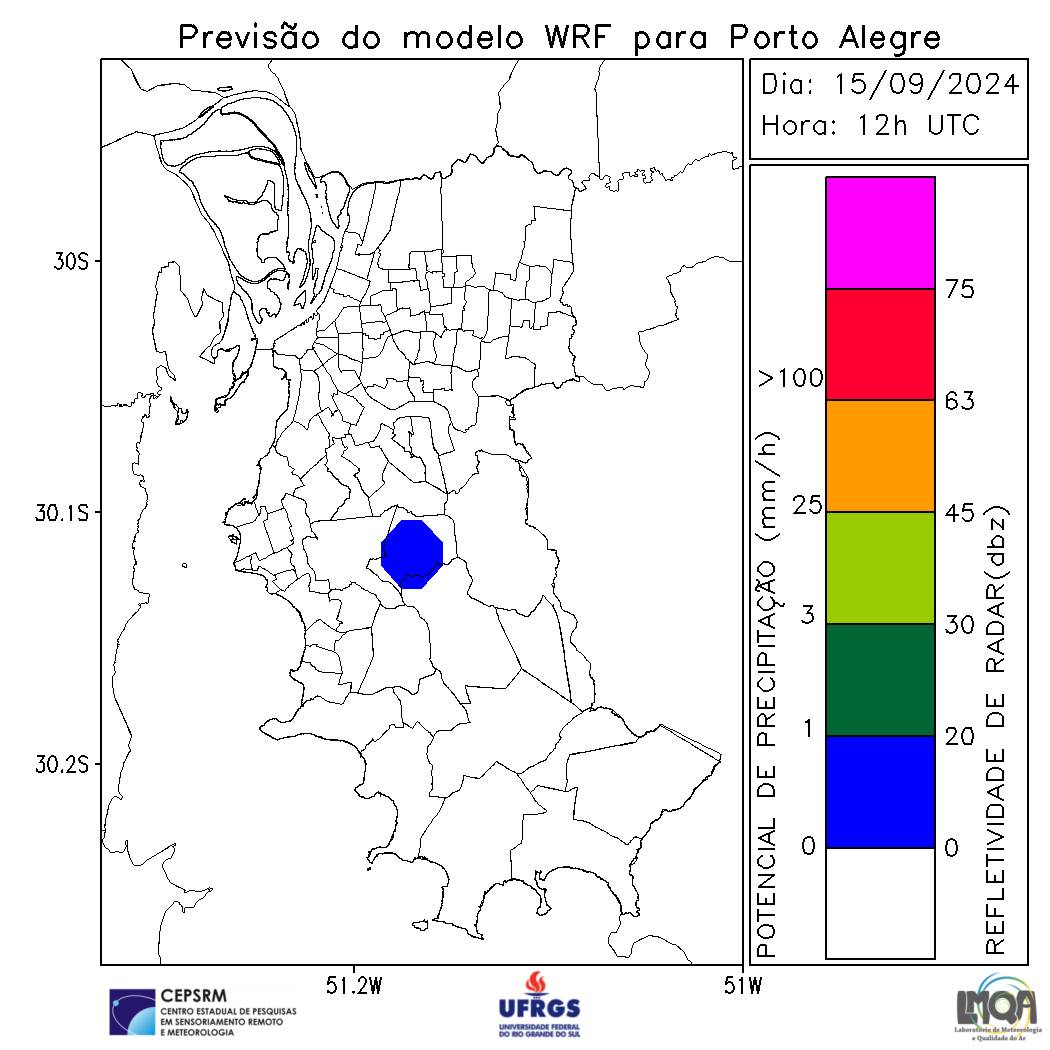 Previsão do modelo WRF para Porto Alegre
Dia: 15/09/2024
Hora: 12h UTC
30S
30.1S
30.2S
51.2W
51W
POTENCIAL DE PRECIPITAÇÃO (mm/h)
>100
25
3
1
0
75
63
45
30
20
0
REFLETIVIDADE DE RADAR(dbz)
CEPSRM
CENTRO ESTADUAL DE PESQUISAS
EM SENSORIAMENTO REMOTO
E METEOROLOGIA
UFRGS
UNIVERSIDADE FEDERAL
DO RIO GRANDE DO SUL
LMQA
Laboratório de Meteorologia
e Qualidade do Ar